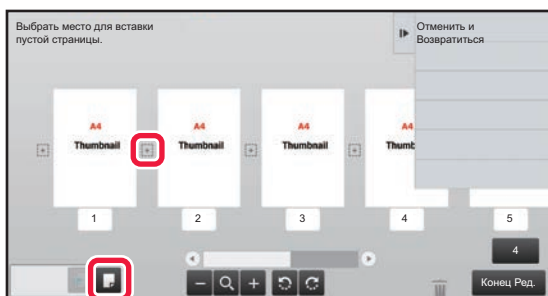 Выбрать место для вставки
пустой страницы.
Отменить и
Возвратиться
A4
Thumbnail
A4
Thumbnail
A4
Thumbnail
A4
Thumb
1
2
3
4
5
4
Конец Ред.